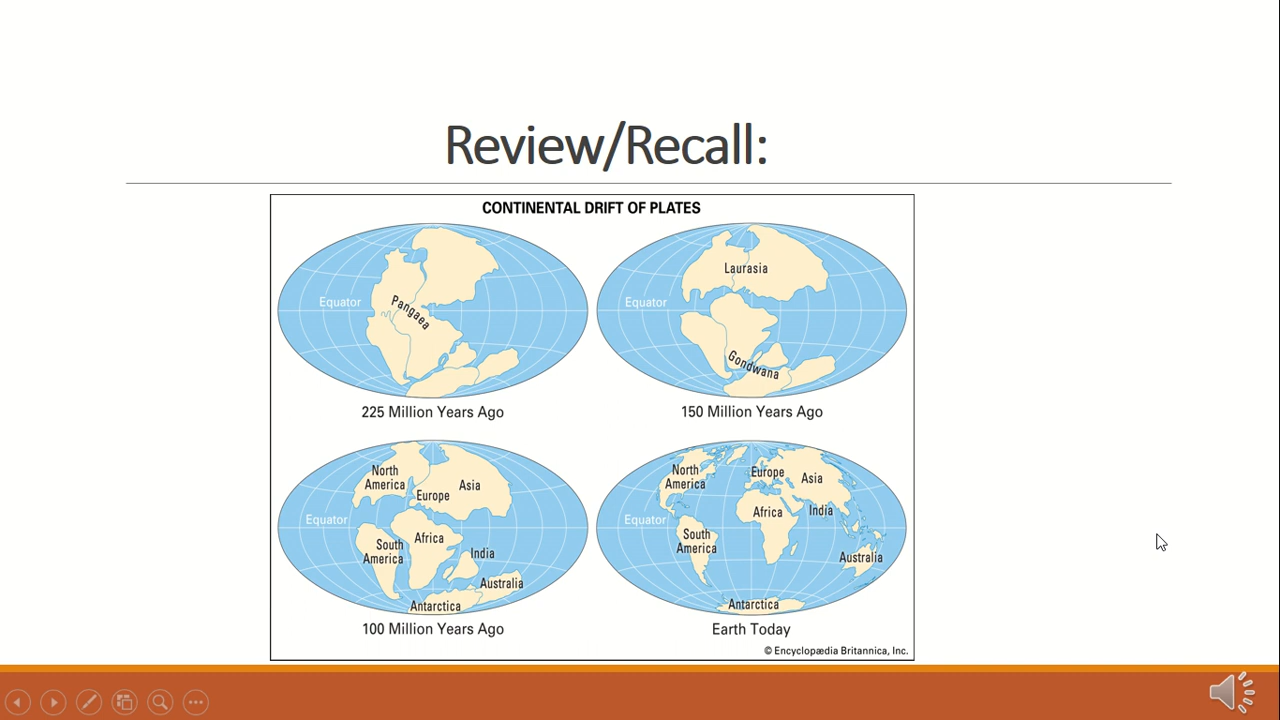 Review/Recall:
CONTINENTAL DRIFT OF PLATES
Equator
Pangaea
225 Million Years Ago
Laurasia
Equator
Gondwana
150 Million Years Ago
North
America
Europe
Asia
Equator
South
America
Africa
India
Australia
Antarctica
100 Million Years Ago
North
America
Europe
Asia
Equator
Africa
India
South
America
Australia
Antarctica
Earth Today
© Encyclopædia Britannica, Inc.